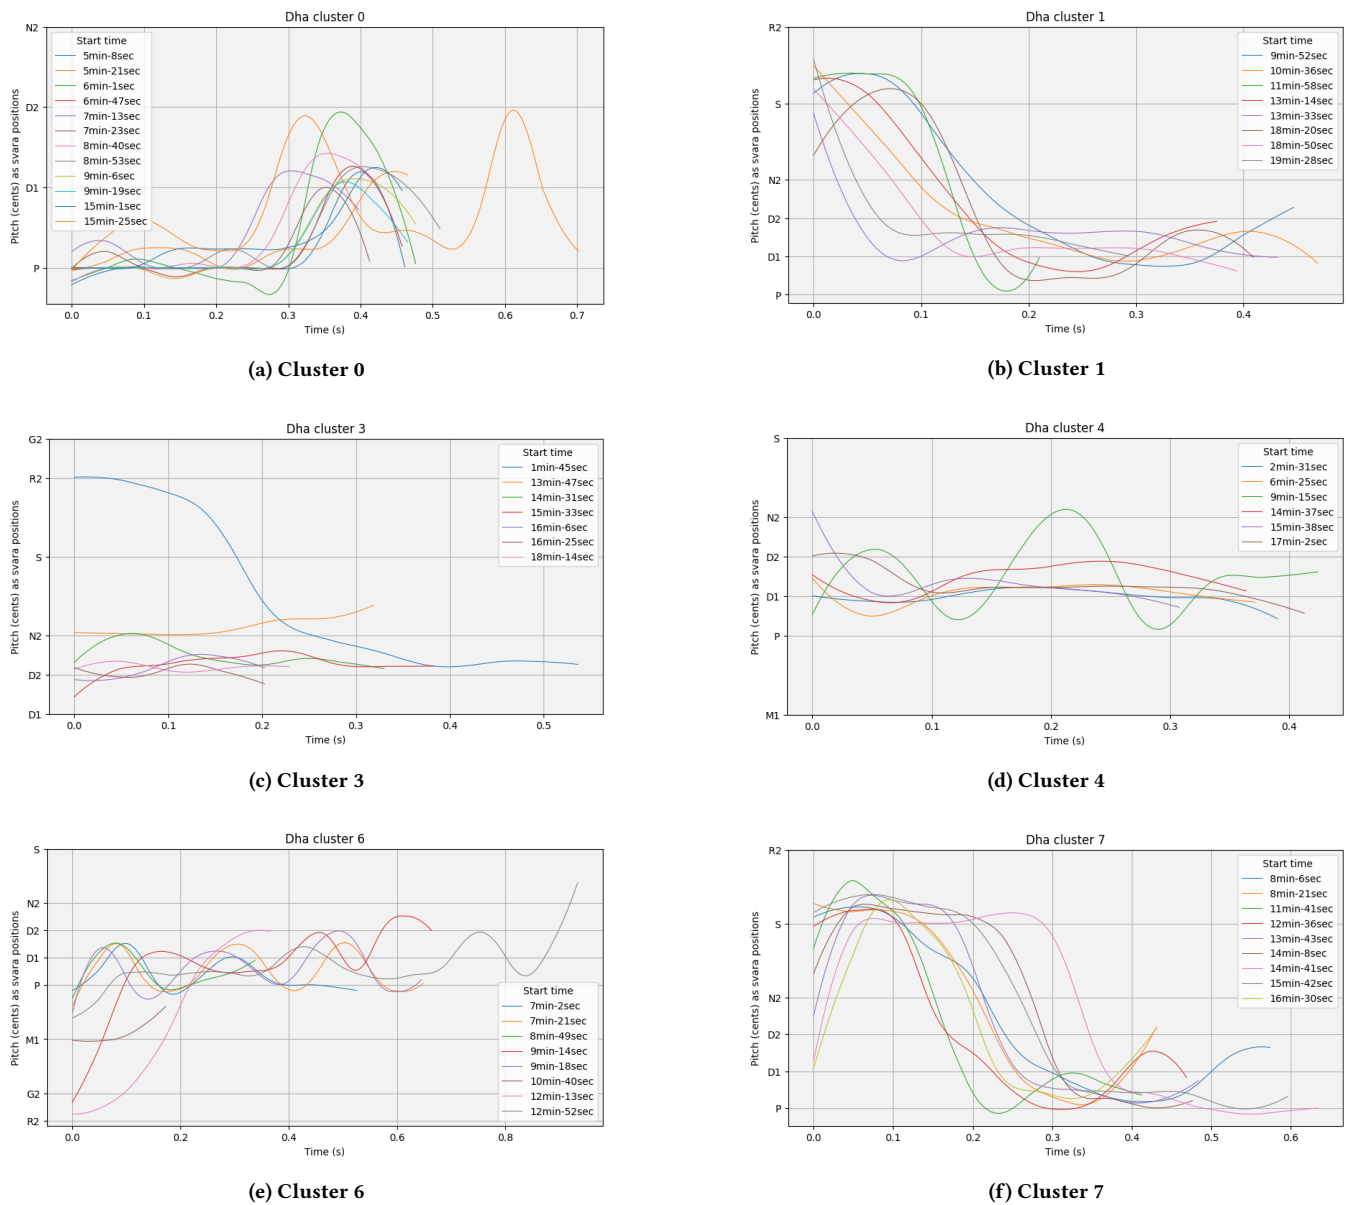 Dha cluster 0
N2
D2
D1
P
Pitch (cents) as svara positions
Start time
5min-8sec
5min-21sec
6min-1sec
6min-47sec
7min-13sec
7min-23sec
8min-40sec
8min-53sec
9min-6sec
9min-19sec
15min-1sec
15min-25sec
0.0 0.1 0.2 0.3 0.4 0.5 0.6 0.7
Time (s)
(a) Cluster 0
Dha cluster 1
R2
S
N2
D2
D1
P
Pitch (cents) as svara positions
Start time
9min-52sec
10min-36sec
11min-58sec
13min-14sec
13min-33sec
18min-20sec
18min-50sec
19min-28sec
0.0 0.1 0.2 0.3 0.4
Time (s)
(b) Cluster 1
Dha cluster 3
G2
R2
S
N2
D2
D1
Pitch (cents) as svara positions
Start time
1min-45sec
13min-47sec
14min-31sec
15min-33sec
16min-6sec
16min-25sec
18min-14sec
0.0 0.1 0.2 0.3 0.4 0.5
Time (s)
(c) Cluster 3
Dha cluster 4
S
N2
D2
D1
P
M1
Pitch (cents) as svara positions
Start time
2min-31sec
6min-25sec
9min-15sec
14min-37sec
15min-38sec
17min-2sec
0.0 0.1 0.2 0.3 0.4
Time (s)
(d) Cluster 4
Dha cluster 6
S
N2
D2
D1
P
M1
G2
R2
Pitch (cents) as svara positions
Start time
7min-2sec
7min-21sec
8min-49sec
9min-14sec
9min-18sec
10min-40sec
12min-13sec
12min-52sec
0.0 0.2 0.4 0.6 0.8
Time (s)
(e) Cluster 6
Dha cluster 7
R2
S
N2
D2
D1
P
Pitch (cents) as svara positions
Start time
8min-6sec
8min-21sec
11min-41sec
12min-36sec
13min-43sec
14min-8sec
14min-41sec
15min-42sec
16min-30sec
0.0 0.1 0.2 0.3 0.4 0.5 0.6
Time (s)
(f) Cluster 7